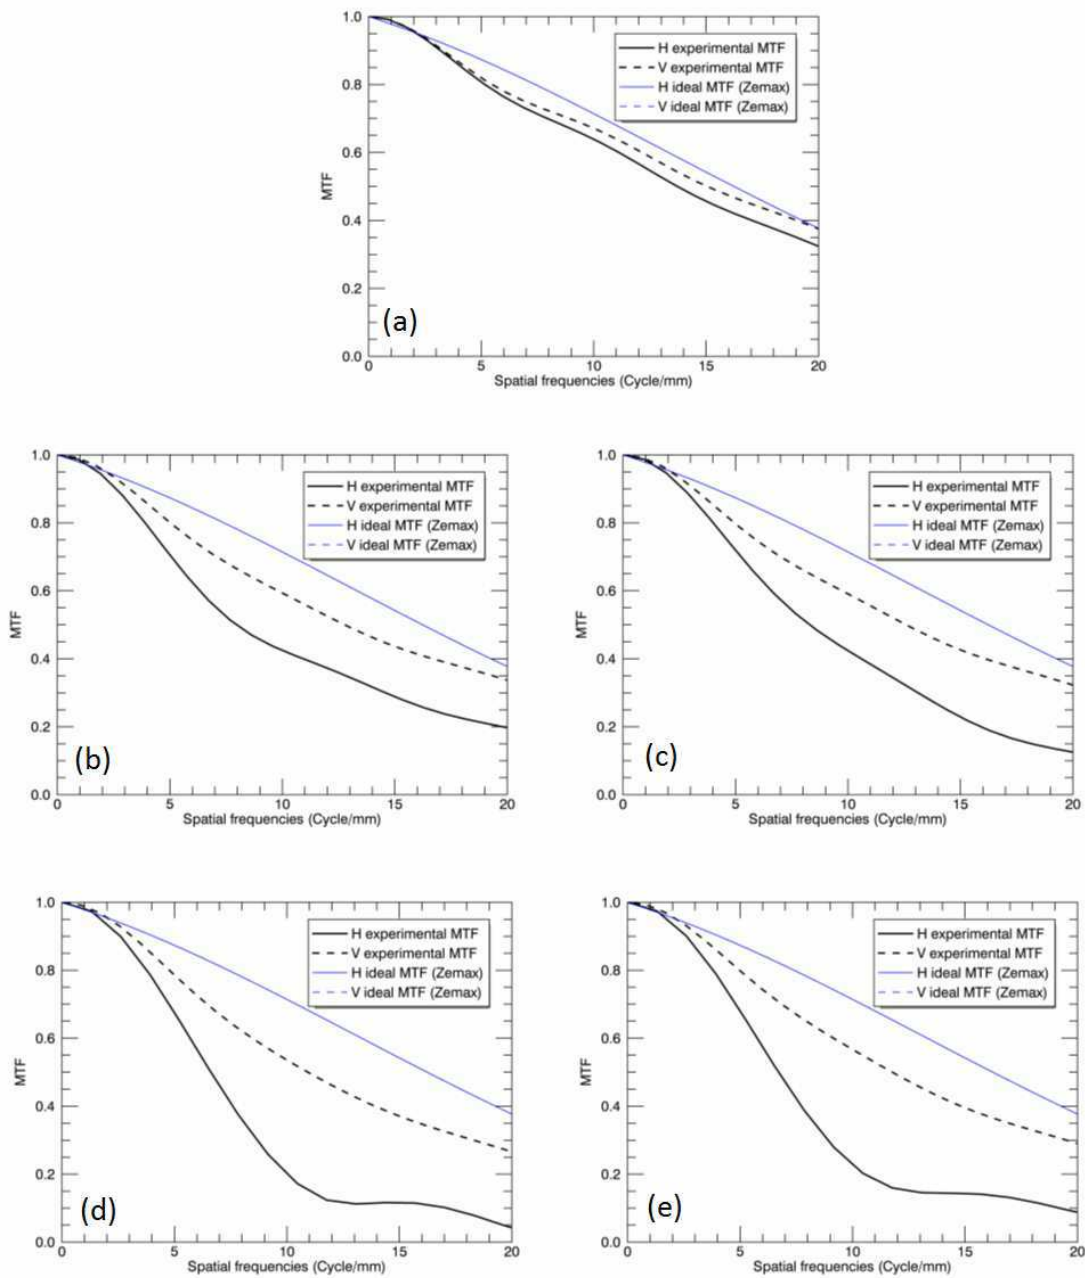 1.0
H experimental MTF
V experimental MTF
H ideal MTF (Zemax)
V ideal MTF (Zemax)
0.8
0.6
MTF
0.4
(a)
0.2
0.0
0 5 10 15 20
Spatial frequencies (Cycle/mm)
1.0
H experimental MTF
V experimental MTF
H ideal MTF (Zemax)
V ideal MTF (Zemax)
0.8
0.6
MTF
0.4
0.2
(b)
0.0
0 5 10 15 20
Spatial frequencies (Cycle/mm)
1.0
H experimental MTF
V experimental MTF
H ideal MTF (Zemax)
V ideal MTF (Zemax)
0.8
0.6
MTF
0.4
0.2
(c)
0.0
0 5 10 15 20
Spatial frequencies (Cycle/mm)
1.0
H experimental MTF
V experimental MTF
H ideal MTF (Zemax)
V ideal MTF (Zemax)
0.8
0.6
MTF
0.4
0.2
(d)
0.0
0 5 10 15 20
Spatial frequencies (Cycle/mm)
1.0
H experimental MTF
V experimental MTF
H ideal MTF (Zemax)
V ideal MTF (Zemax)
0.8
0.6
MTF
0.4
0.2
(e)
0.0
0 5 10 15 20
Spatial frequencies (Cycle/mm)